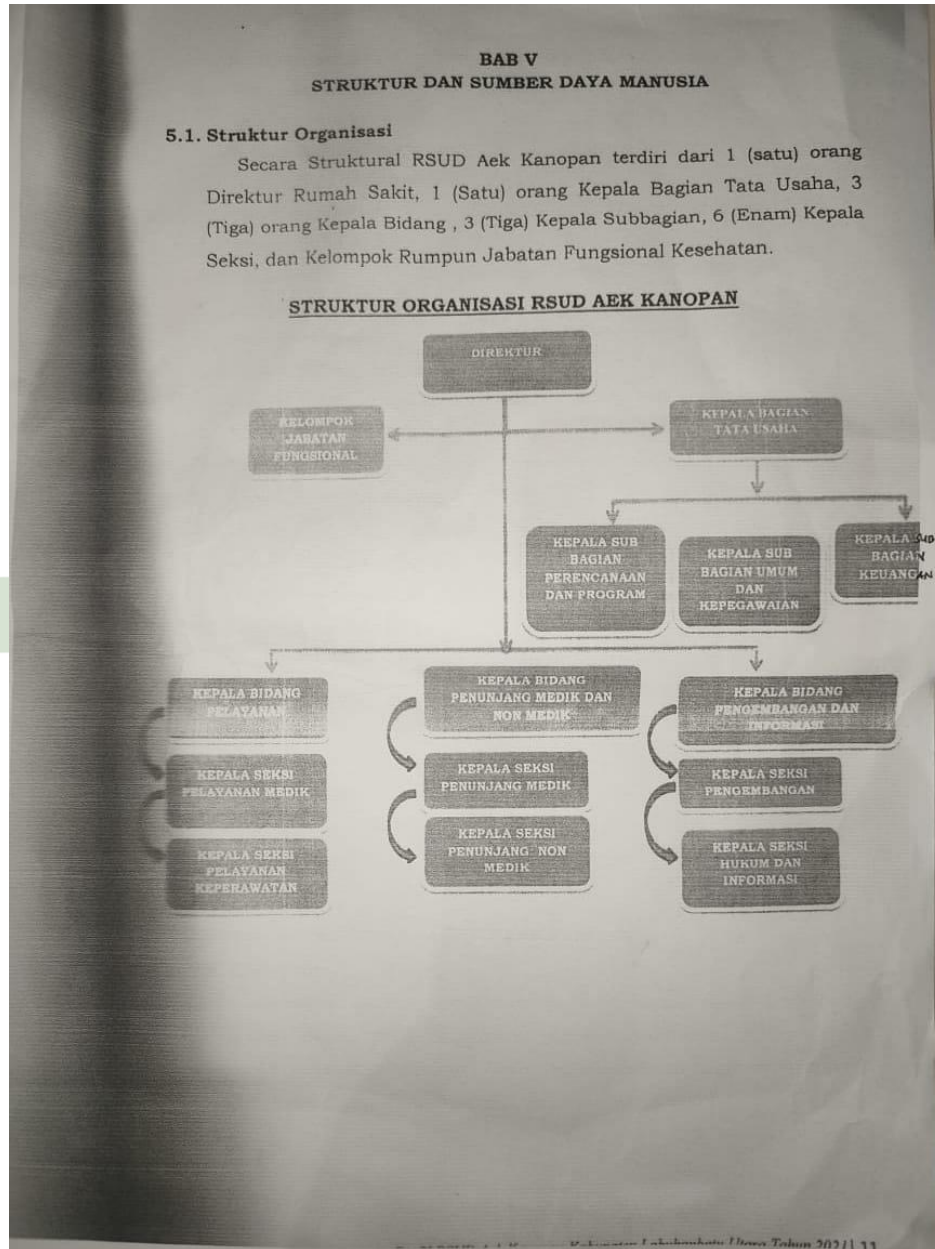 BAB V
STRUKTUR DAN SUMBER DAYA MANUSIA
5.1. Struktur Organisasi
Secara Struktural RSUD Aek Kanopan terdiri dari 1 (satu) orang
Direktur Rumah Sakit, 1 (Satu) orang Kepala Bagian Tata Usaha, 3
(Tiga) orang Kepala Bidang , 3 (Tiga) Kepala Subbagian, 6 (Enam) Kepala
Seksi, dan Kelompok Rumpun Jabatan Fungsional Kesehatan.
STRUKTUR ORGANISASI RSUD AEK KANOPAN
DIREKTUR
KELOMPOK
JABATAN
FUNGSIONAL
KEPALA BAGIAN
TATA USAHA
KEPALA SUB
BAGIAN
PERENCANAAN
DAN PROGRAM
KEPALA SUB
BAGIAN UMUM
DAN
KEPEGAWAIAN
KEPALA SUB
BAGIAN
KEUANGAN
KEPALA BIDANG
PELAYANAN
KEPALA BIDANG
PENUNJANG MEDIK DAN
NON MEDIK
KEPALA BIDANG
PENGEMBANGAN DAN
INFORMASI
KEPALA SEKSI
PELAYANAN MEDIK
KEPALA SEKSI
PENUNJANG MEDIK
KEPALA SEKSI
PENGEMBANGAN
KEPALA SEKSI
PELAYANAN
KEPERAWATAN
KEPALA SEKSI
PENUNJANG NON
MEDIK
KEPALA SEKSI
HUKUM DAN
INFORMASI
Utara Tahun 2021